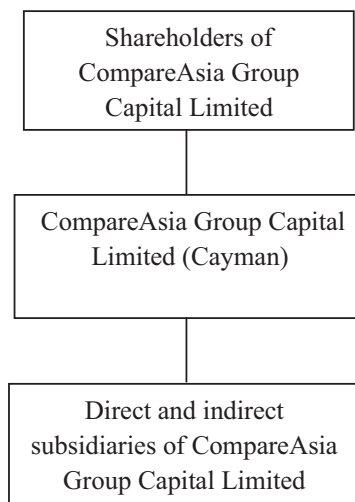 Shareholders of
CompareAsia Group
Capital Limited
CompareAsia Group Capital
Limited (Cayman)
Direct and indirect
subsidiaries of CompareAsia
Group Capital Limited